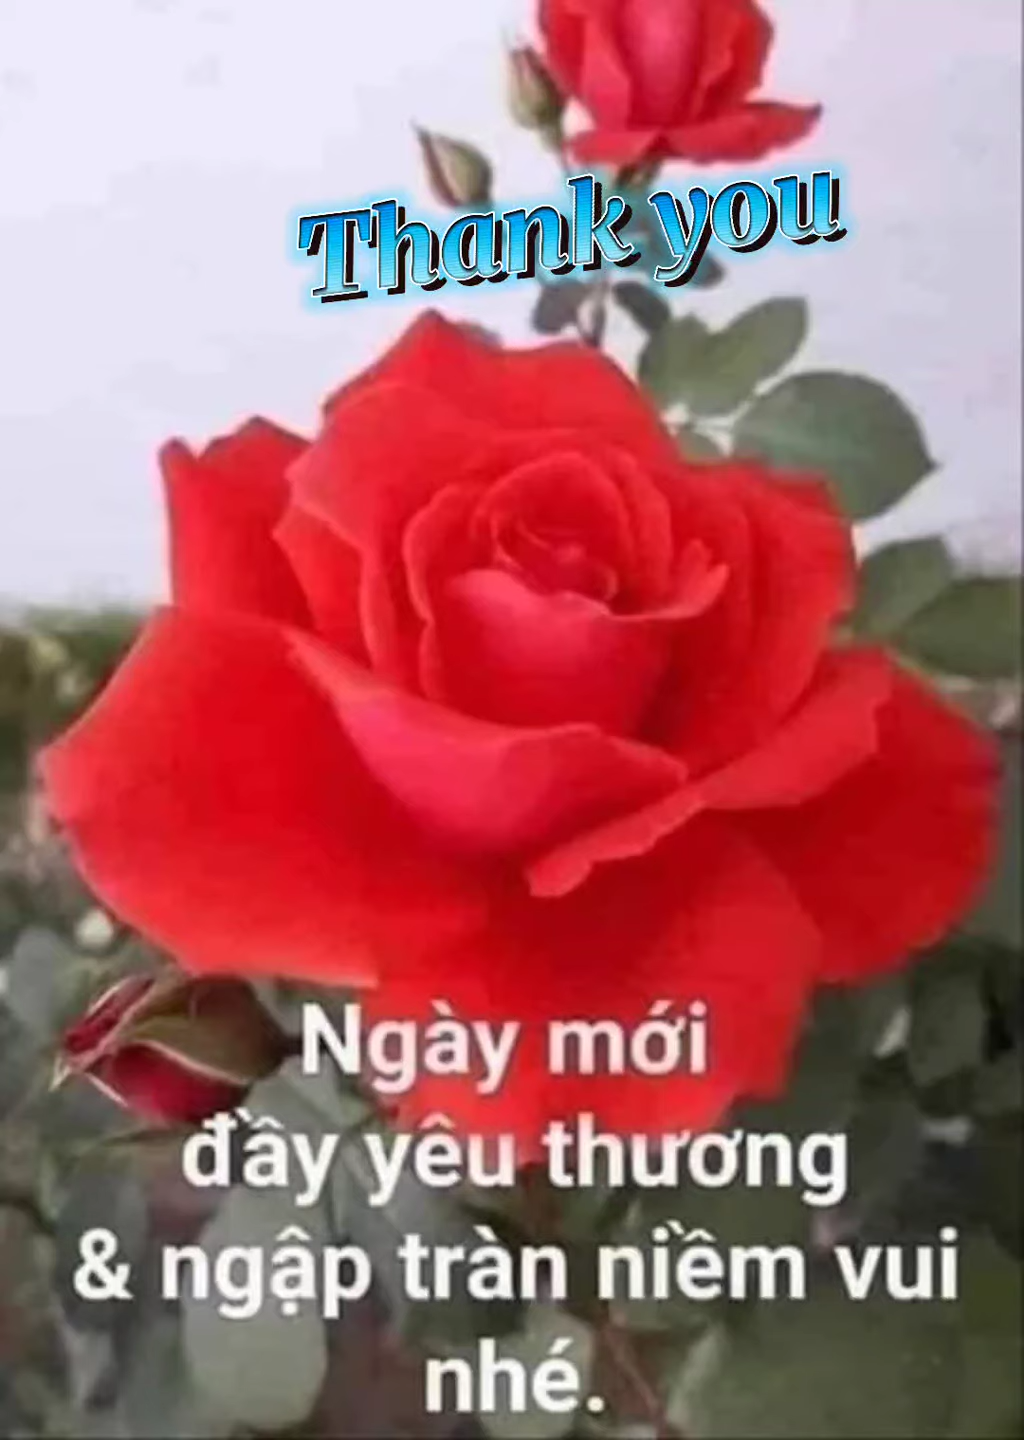 Thank you
Ngày mới
đầy yêu thương
& ngập tràn niềm vui
nhé.